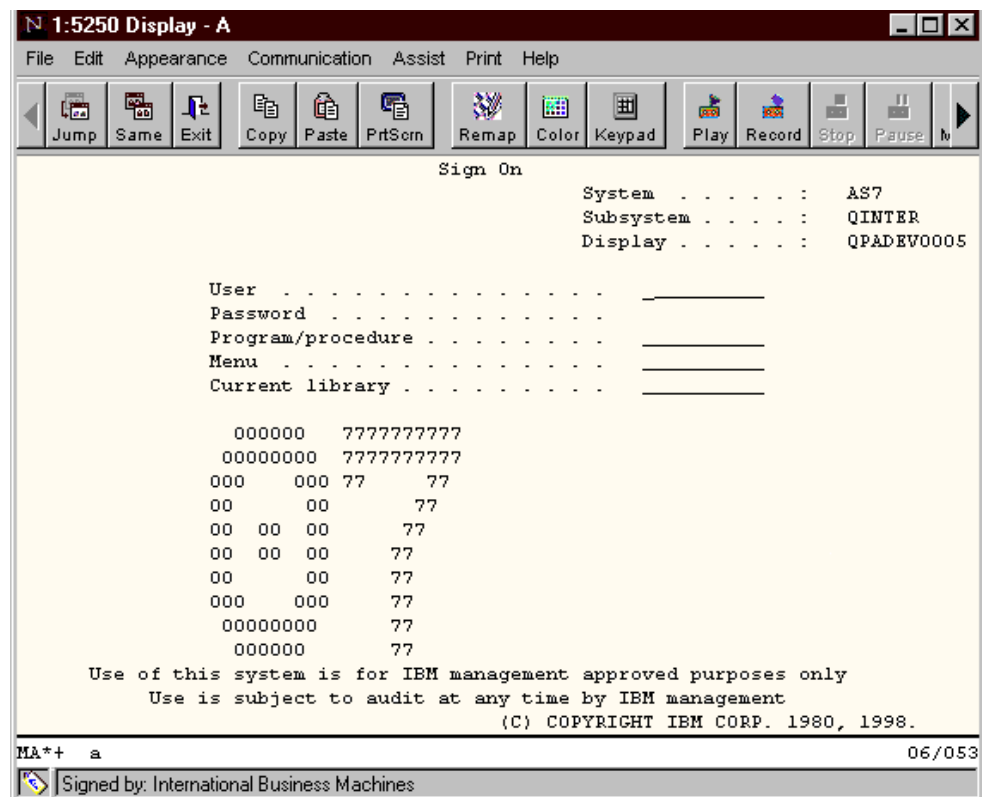 1:5250 Display - A
File Edit Appearance Communication Assist Print Help
Jump Same Exit Copy Paste PrtScrn Remap Color Keypad Play Record Stop Pause
Sign On
System . . . . . : AS7
Subsystem . . . . : QINTER
Display . . . . . : QPADEV0005
User . . . . . . . . . . . . . . _
Password . . . . . . . . . . . .
Program/procedure . . . . . . . .
Menu . . . . . . . . . . . . . .
Current library . . . . . . . . .
000000 7777777777
00000000 7777777777
000 000 77 77
00 00 77
00 00 00 77
00 00 00 77
00 00 77
000 000 77
00000000 77
000000 77
Use of this system is for IBM management approved purposes only
Use is subject to audit at any time by IBM management
(C) COPYRIGHT IBM CORP. 1980, 1998.
MA*+ a 06/053
Signed by: International Business Machines